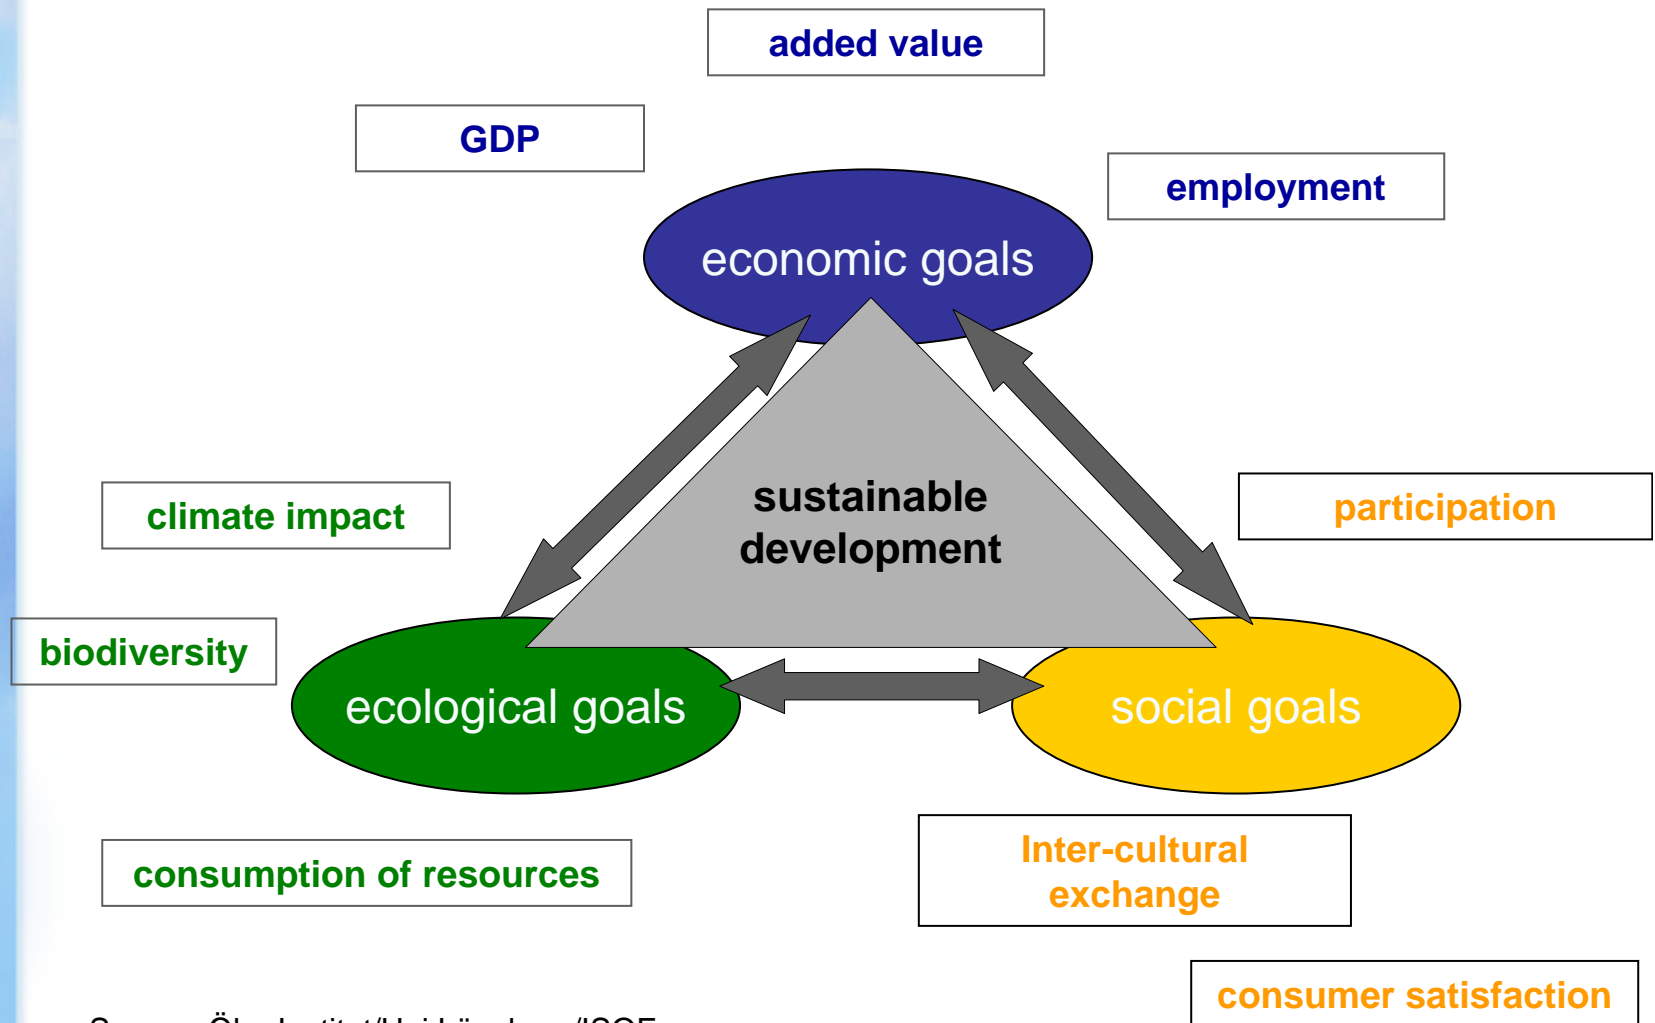 added value
GDP
employment
economic goals
climate impact
sustainable
development
participation
biodiversity
ecological goals
social goals
consumption of resources
Inter-cultural
exchange
consumer satisfaction